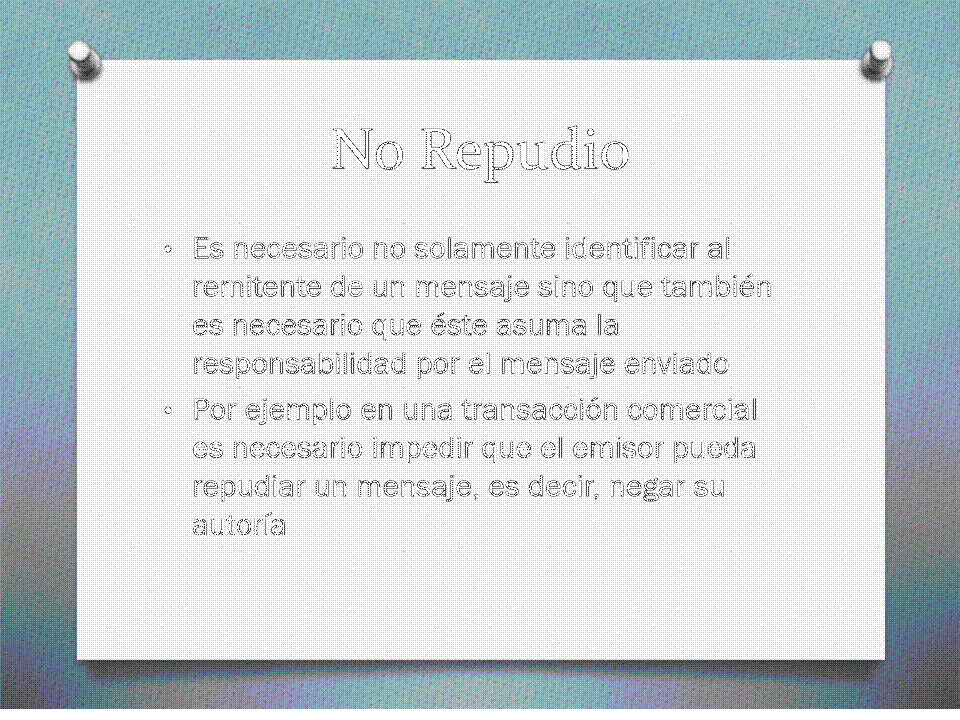 No Repudio
• Es necesario no solamente identificar al
remitente de un mensaje sino que también
es necesario que éste asuma la
responsabilidad por el mensaje enviado
• Por ejemplo en una transacción comercial
es necesario impedir que el emisor pueda
repudiar un mensaje, es decir, negar su
autoría